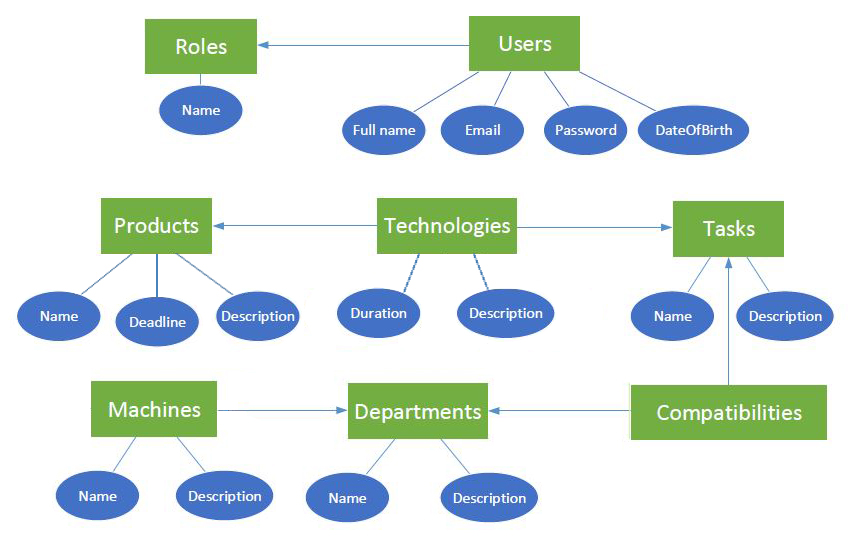 Roles
Users
Name
Full name
Email
Password
DateOfBirth
Products
Technologies
Tasks
Name
Deadline
Description
Duration
Description
Name
Description
Machines
Departments
Compatibilities
Name
Description
Name
Description